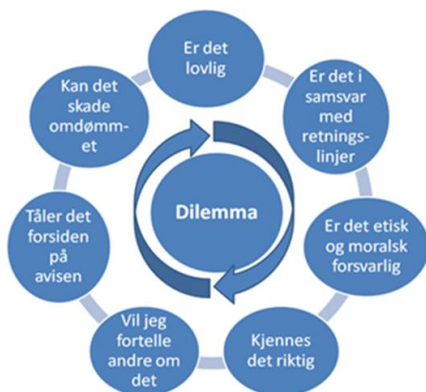 Er det
lovlig
Er det i
samsvar
med
retnings-
linjer
Er det etisk
og moralsk
forsvarlig
Kjennes
det riktig
Vil jeg
fortelle
andre om
det
Tåler det
forsiden
på
avisen
Kan det
skade
omdømm-
et
Dilemma